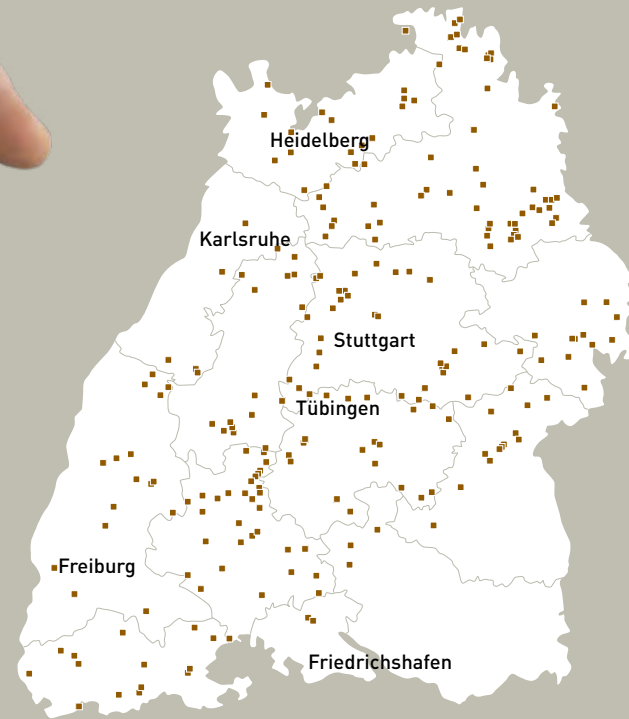 Heidelberg
Karlsruhe
Stuttgart
Tübingen
Freiburg
Friedrichshafen